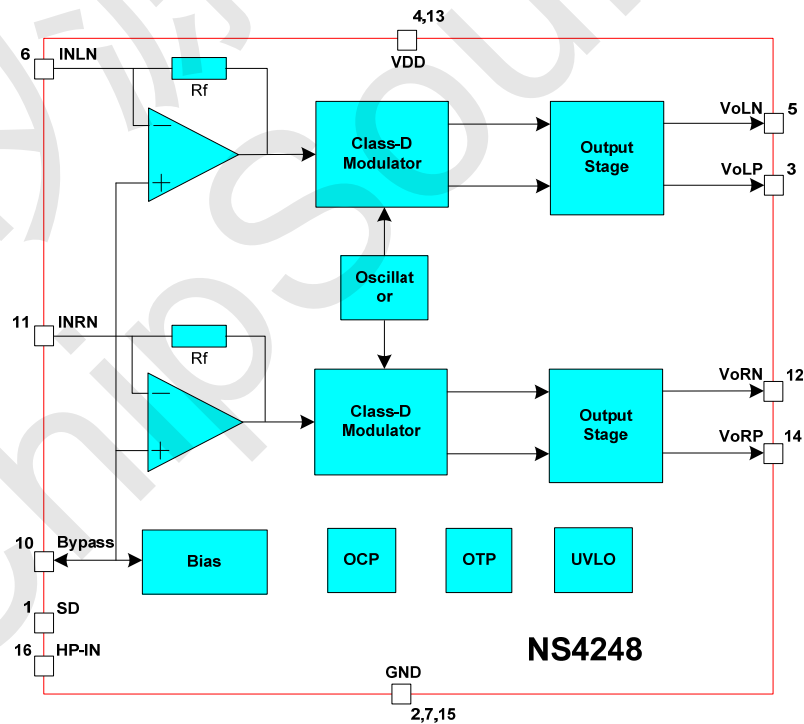 4,13
VDD
6 INLN
Rf
Class-D
Modulator
Output
Stage
VoLN 5
VoLP 3
Oscillat
or
11 INRN
Rf
Class-D
Modulator
Output
Stage
VoRN 12
VoRP 14
10 Bypass
Bias
OCP
OTP
UVLO
1 SD
16 HP-IN
NS4248
GND
2,7,15